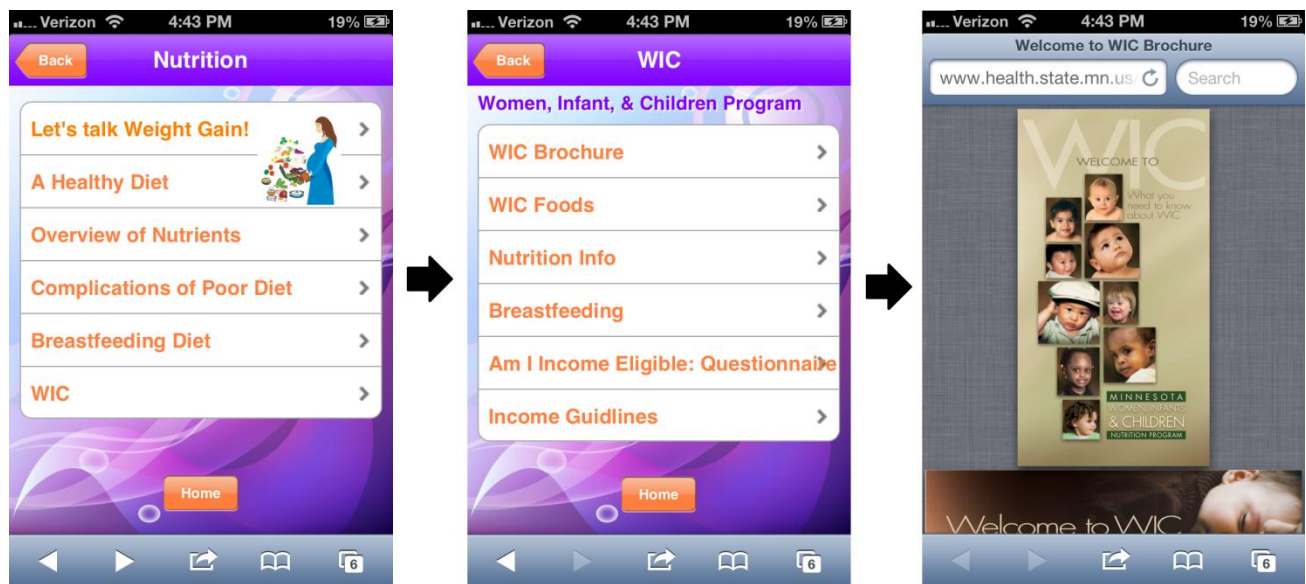 Verizon 4:43 PM 19%
Back Nutrition
Let's talk Weight Gain!
A Healthy Diet
Overview of Nutrients
Complications of Poor Diet
Breastfeeding Diet
WIC
Home
6
Verizon 4:43 PM 19%
Back WIC
Women, Infant, & Children Program
WIC Brochure
WIC Foods
Nutrition Info
Breastfeeding
Am I Income Eligible: Questionnaire
Income Guidlines
Home
6
Verizon 4:43 PM 19%
Welcome to WIC Brochure
www.health.state.mn.us/ Search
WIC
WELCOME TO
What you
need to know
about WIC
MINNESOTA
WOMEN, INFANTS
& CHILDREN
NUTRITION PROGRAM
Welcome to WIC
6